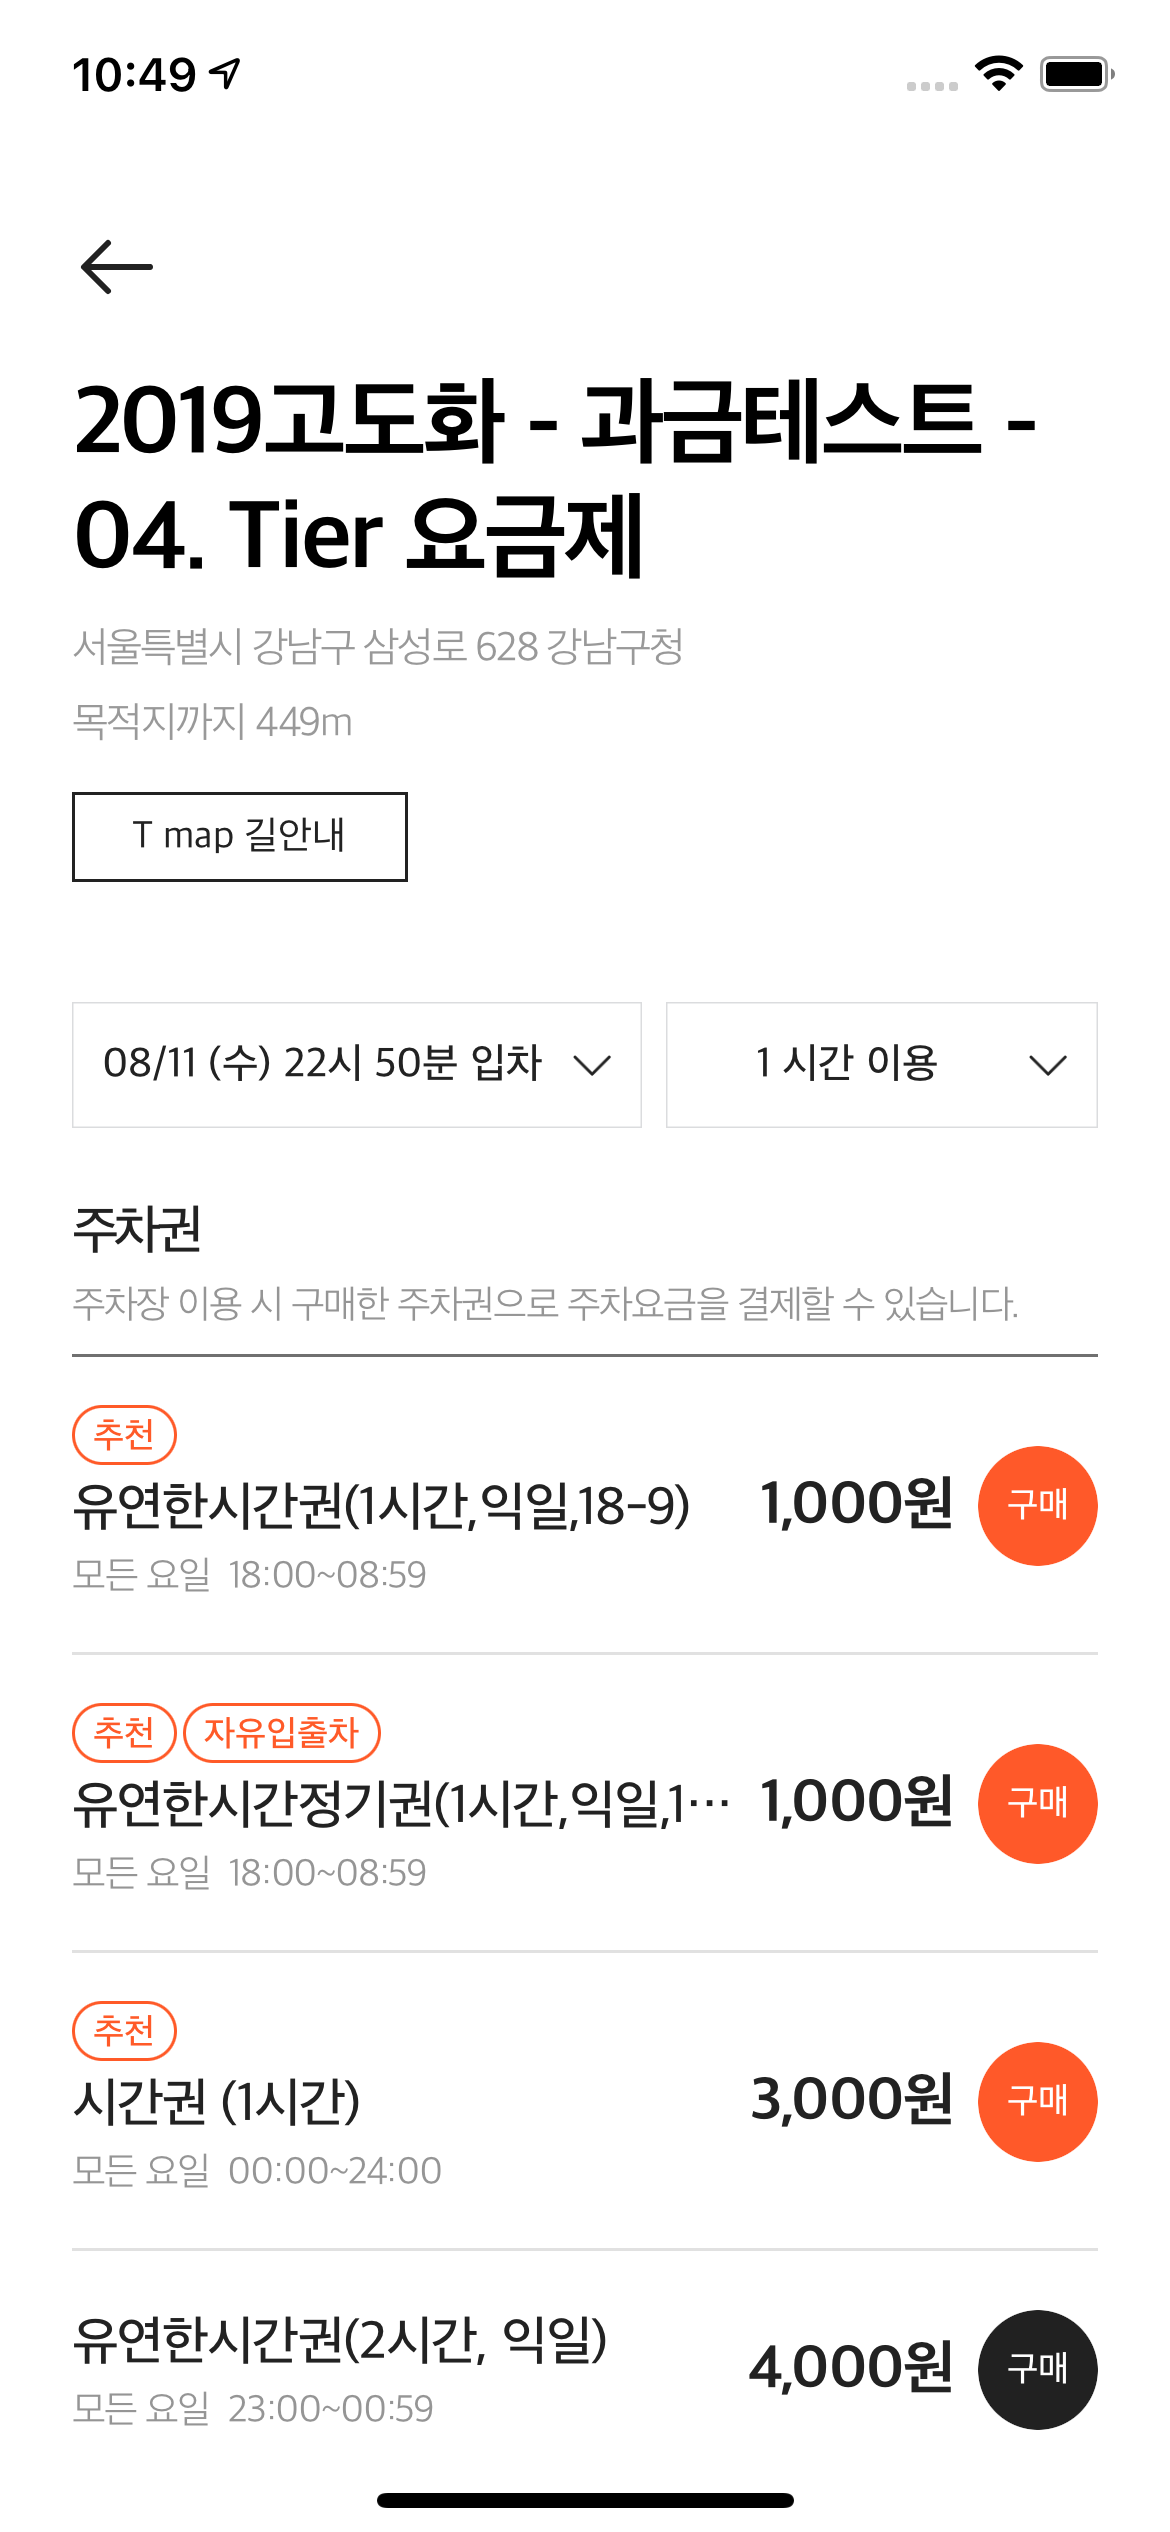 10:49
2019고도화 - 과금테스트 -
04. Tier 요금제
서울특별시 강남구 삼성로 628 강남구청
목적지까지 449m
T map 길안내
08/11 (수) 22시 50분 입차
1 시간 이용
주차권
주차장 이용 시 구매한 주차권으로 주차요금을 결제할 수 있습니다.
추천
유연한시간권(1시간,익일,18-9) 1,000원 구매
모든 요일 18:00~08:59
추천 자유입출차
유연한시간정기권(1시간,익일,1⋯ 1,000원 구매
모든 요일 18:00~08:59
추천
시간권 (1시간) 3,000원 구매
모든 요일 00:00~24:00
유연한시간권(2시간, 익일) 4,000원 구매
모든 요일 23:00~00:59